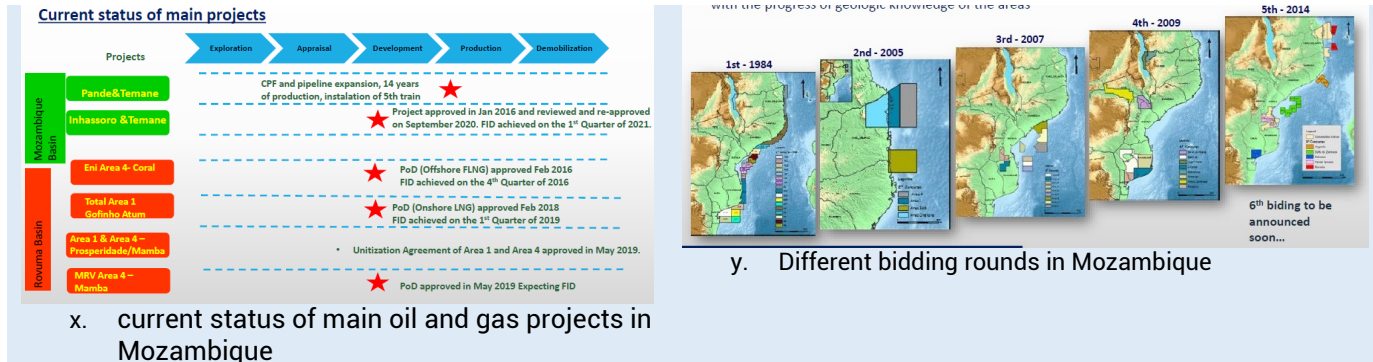 Current status of main projects
Projects
Exploration
Appraisal
Development
Production
Demobilization
Mozambique
Basin
Pande&Temane
CPF and pipeline expansion, 14 years
of production, instalation of 5th train
Inhassoro &Temane
Project approved in Jan 2016 and reviewed and re-approved
on September 2020. FID achieved on the 1st Quarter of 2021.
Rovuma Basin
Eni Area 4- Coral
PoD (Offshore FLNG) approved Feb 2016
FID achieved on the 4th Quarter of 2016
Total Area 1
Gofinho Atum
PoD (Onshore LNG) approved Feb 2018
FID achieved on the 1st Quarter of 2019
Area 1 & Area 4 –
Prosperidade/Mamba
• Unitization Agreement of Area 1 and Area 4 approved in May 2019.
MRV Area 4 –
Mamba
PoD approved in May 2019 Expecting FID
x. current status of main oil and gas projects in
Mozambique
with the progress of geologic knowledge of the areas
1st - 1984
2nd - 2005
3rd - 2007
4th - 2009
5th - 2014
6th biding to be
announced
soon...
y. Different bidding rounds in Mozambique